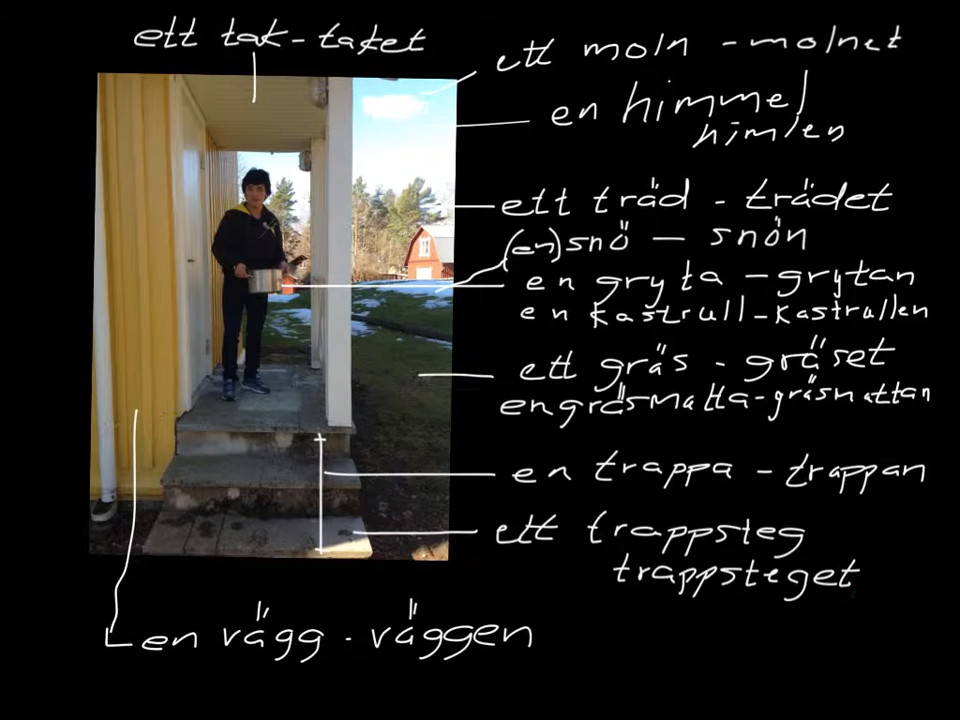 ett tak - taket
ett moln - molnet
en himmel
himlen
ett träd - trädet
(en) snö - snön
en gryta - grytan
en kastrull - kastrullen
ett gräs - gräset
en gräsmatta - gräsmattan
en trappa - trappan
ett trappsteg
trappsteget
en vägg - väggen